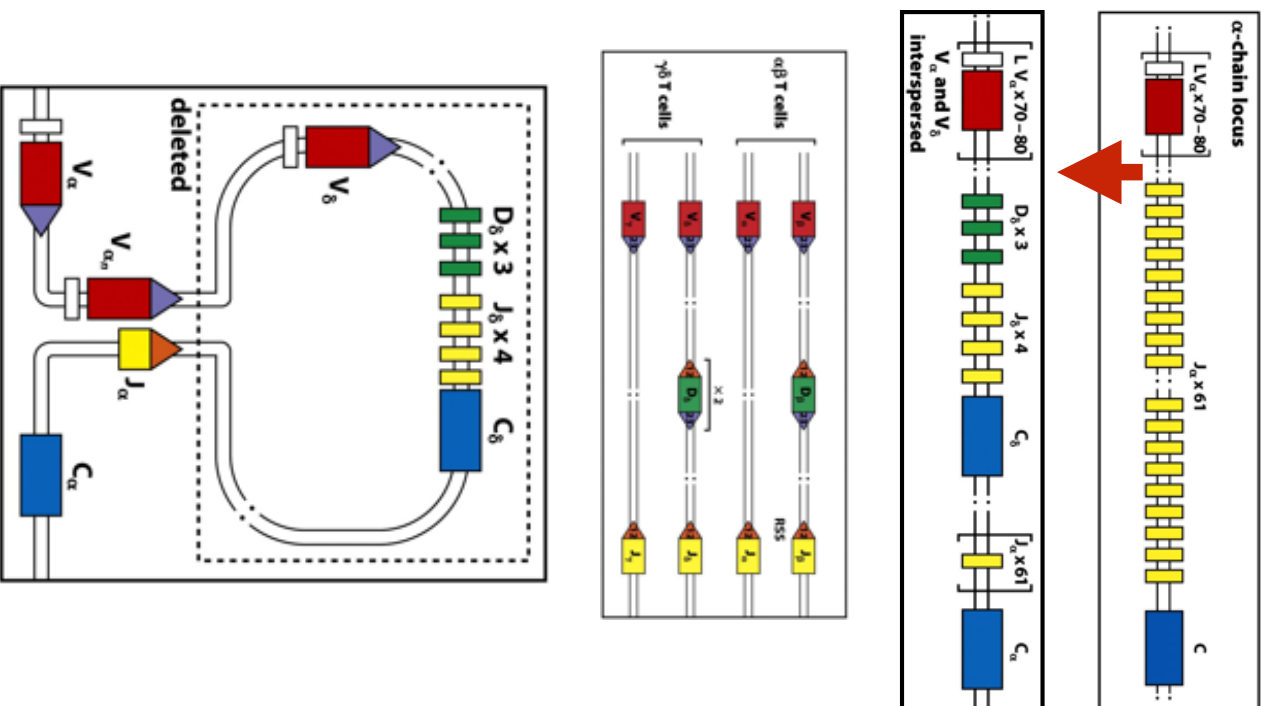 α-chain locus
L Vα x 70–80
Jα x 61
C
L Vα x 70–80
Dδ x 3
Jδ x 4
Cδ
Jα x 61
Cα
Vα and Vδ
interspersed
αβ T cells
Vβ
Dβ
Jβ
RSS
Vα
Jα
× 2
γδ T cells
Vδ
Dδ
Jδ
Vγ
Jγ
Dδ x 3
Jδ x 4
Cδ
Vδ
deleted
Vαn
Jα
Vα
Cα